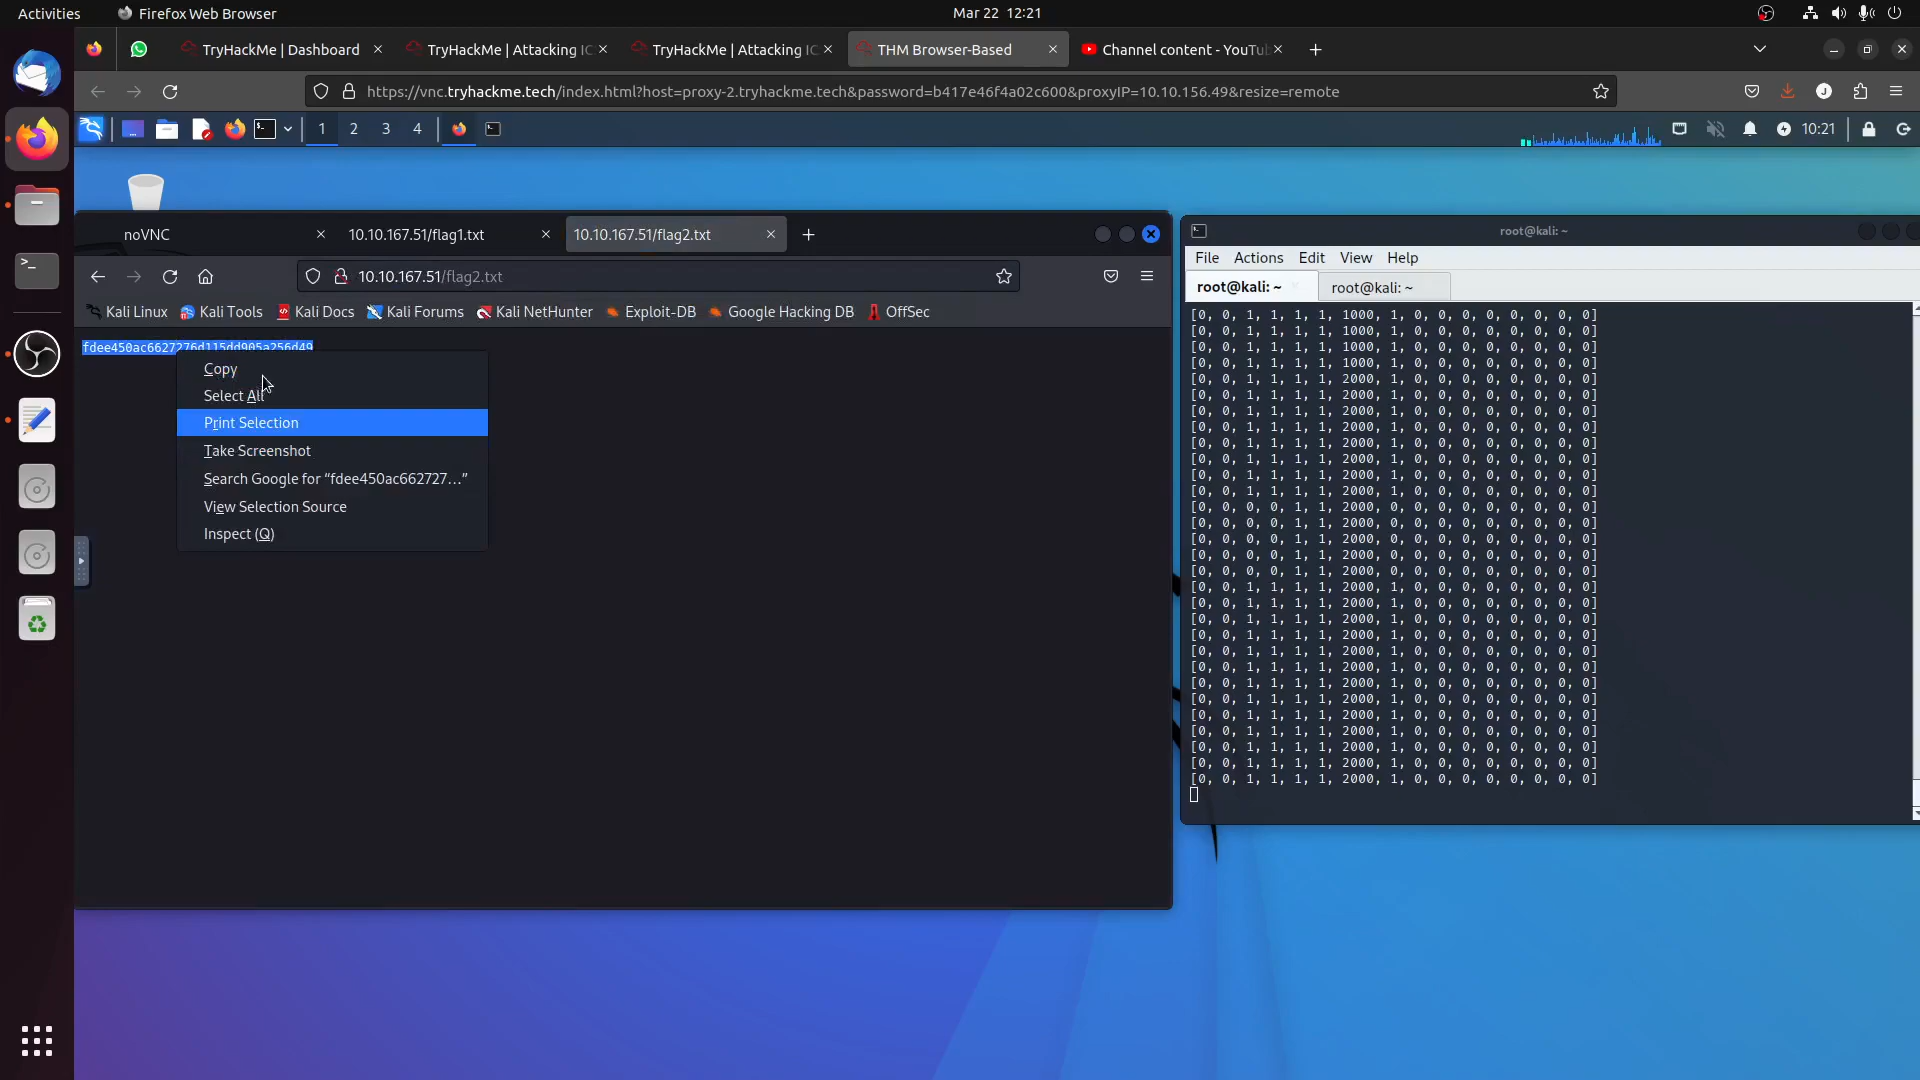 Activities
Firefox Web Browser
Mar 22 12:21
TryHackMe | Dashboard
TryHackMe | Attacking IC
TryHackMe | Attacking IC
THM Browser-Based
Channel content - YouTub
https://vnc.tryhackme.tech/index.html?host=proxy-2.tryhackme.tech&password=b417e46f4a02c600&proxyIP=10.10.156.49&resize=remote
1 2 3 4
10:21
noVNC
10.10.167.51/flag1.txt
10.10.167.51/flag2.txt
10.10.167.51/flag2.txt
Kali Linux
Kali Tools
Kali Docs
Kali Forums
Kali NetHunter
Exploit-DB
Google Hacking DB
OffSec
fdee450ac6627276d115dd905a256d49
Copy
Select All
Print Selection
Take Screenshot
Search Google for “fdee450ac662727…”
View Selection Source
Inspect (Q)
root@kali: ~
File Actions Edit View Help
root@kali: ~
root@kali: ~
[0, 0, 1, 1, 1, 1, 1000, 1, 0, 0, 0, 0, 0, 0, 0, 0]
[0, 0, 1, 1, 1, 1, 1000, 1, 0, 0, 0, 0, 0, 0, 0, 0]
[0, 0, 1, 1, 1, 1, 1000, 1, 0, 0, 0, 0, 0, 0, 0, 0]
[0, 0, 1, 1, 1, 1, 1000, 1, 0, 0, 0, 0, 0, 0, 0, 0]
[0, 0, 1, 1, 1, 1, 2000, 1, 0, 0, 0, 0, 0, 0, 0, 0]
[0, 0, 1, 1, 1, 1, 2000, 1, 0, 0, 0, 0, 0, 0, 0, 0]
[0, 0, 1, 1, 1, 1, 2000, 1, 0, 0, 0, 0, 0, 0, 0, 0]
[0, 0, 1, 1, 1, 1, 2000, 1, 0, 0, 0, 0, 0, 0, 0, 0]
[0, 0, 1, 1, 1, 1, 2000, 1, 0, 0, 0, 0, 0, 0, 0, 0]
[0, 0, 1, 1, 1, 1, 2000, 1, 0, 0, 0, 0, 0, 0, 0, 0]
[0, 0, 1, 1, 1, 1, 2000, 1, 0, 0, 0, 0, 0, 0, 0, 0]
[0, 0, 0, 1, 1, 1, 2000, 1, 0, 0, 0, 0, 0, 0, 0, 0]
[0, 0, 0, 0, 1, 1, 2000, 0, 0, 0, 0, 0, 0, 0, 0, 0]
[0, 0, 0, 0, 1, 1, 2000, 0, 0, 0, 0, 0, 0, 0, 0, 0]
[0, 0, 0, 0, 1, 1, 2000, 0, 0, 0, 0, 0, 0, 0, 0, 0]
[0, 0, 0, 0, 1, 1, 2000, 0, 0, 0, 0, 0, 0, 0, 0, 0]
[0, 0, 0, 0, 1, 1, 2000, 0, 0, 0, 0, 0, 0, 0, 0, 0]
[0, 0, 1, 1, 1, 1, 2000, 1, 0, 0, 0, 0, 0, 0, 0, 0]
[0, 0, 1, 1, 1, 1, 2000, 1, 0, 0, 0, 0, 0, 0, 0, 0]
[0, 0, 1, 1, 1, 1, 2000, 1, 0, 0, 0, 0, 0, 0, 0, 0]
[0, 0, 1, 1, 1, 1, 2000, 1, 0, 0, 0, 0, 0, 0, 0, 0]
[0, 0, 1, 1, 1, 1, 2000, 1, 0, 0, 0, 0, 0, 0, 0, 0]
[0, 0, 1, 1, 1, 1, 2000, 1, 0, 0, 0, 0, 0, 0, 0, 0]
[0, 0, 1, 1, 1, 1, 2000, 1, 0, 0, 0, 0, 0, 0, 0, 0]
[0, 0, 1, 1, 1, 1, 2000, 1, 0, 0, 0, 0, 0, 0, 0, 0]
[0, 0, 1, 1, 1, 1, 2000, 1, 0, 0, 0, 0, 0, 0, 0, 0]
[0, 0, 1, 1, 1, 1, 2000, 1, 0, 0, 0, 0, 0, 0, 0, 0]
[0, 0, 1, 1, 1, 1, 2000, 1, 0, 0, 0, 0, 0, 0, 0, 0]
[0, 0, 1, 1, 1, 1, 2000, 1, 0, 0, 0, 0, 0, 0, 0, 0]
[0, 0, 1, 1, 1, 1, 2000, 1, 0, 0, 0, 0, 0, 0, 0, 0]